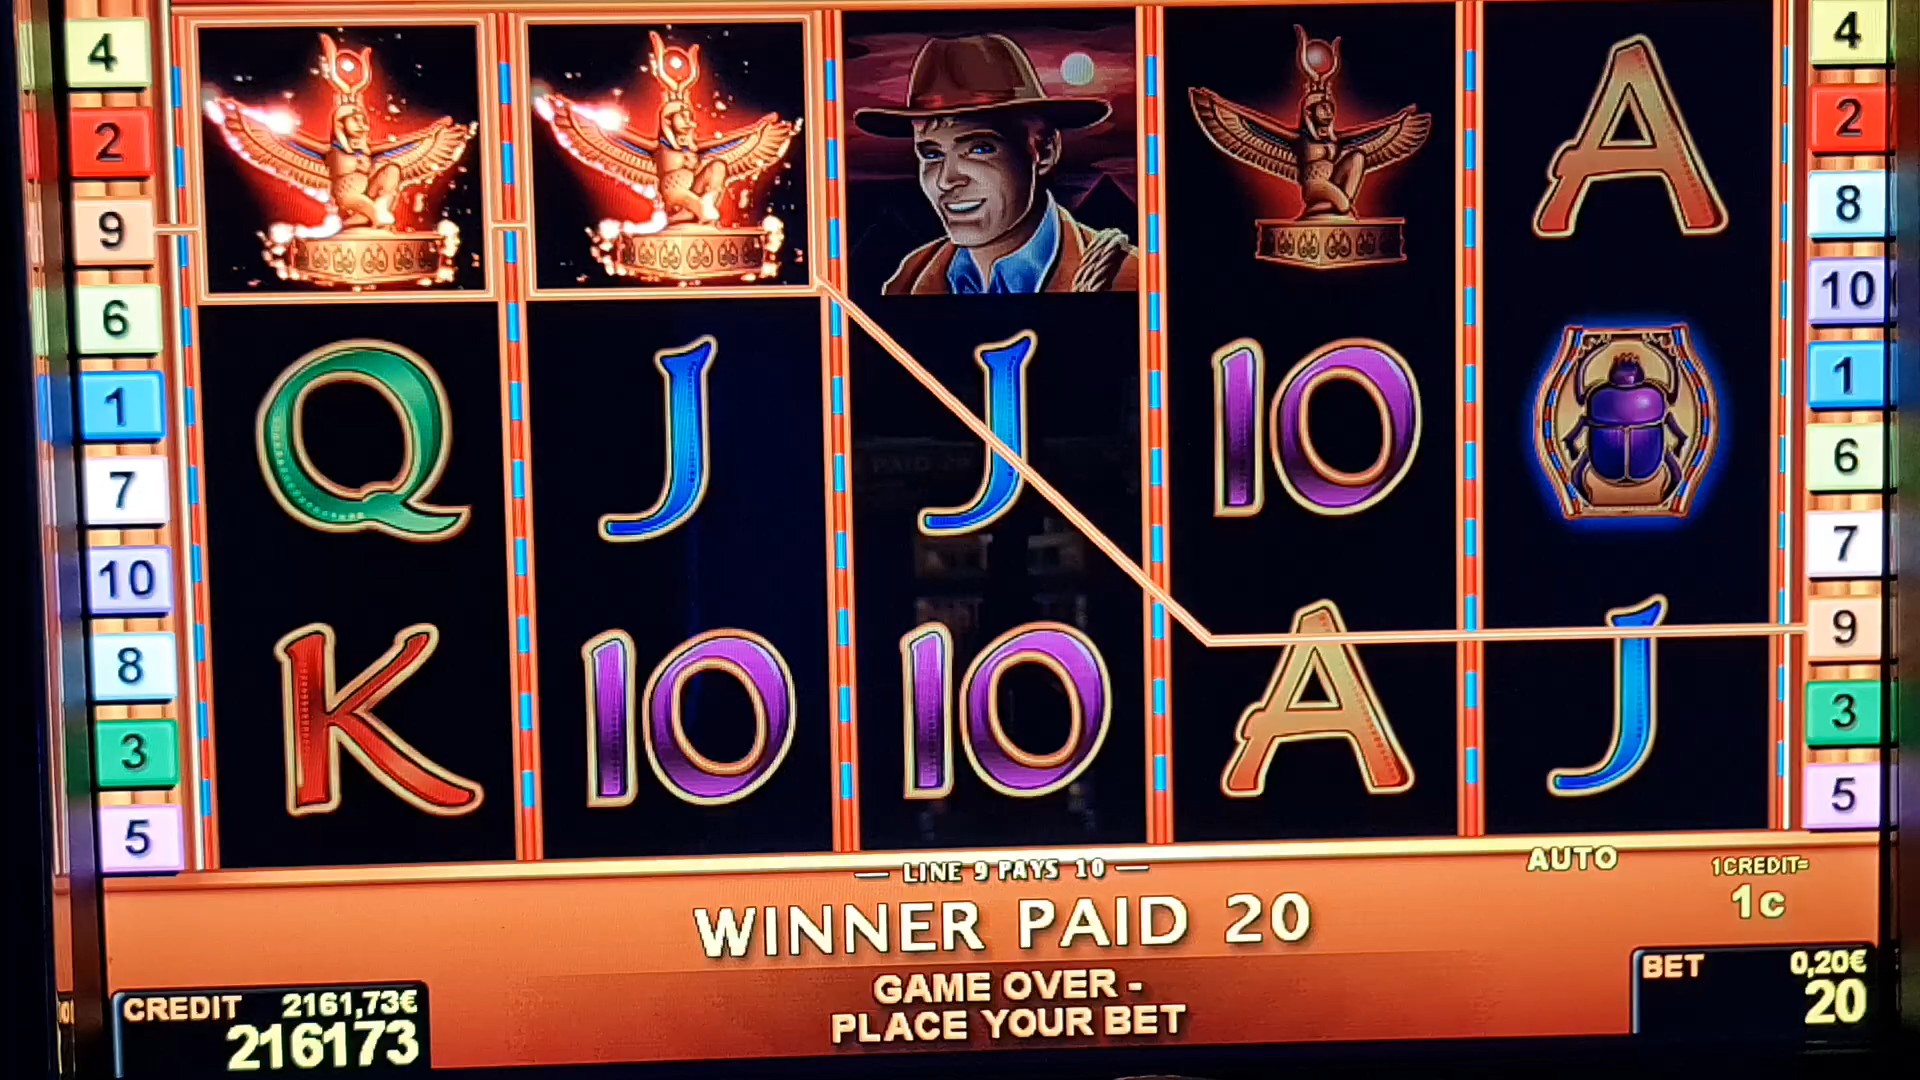 4 4
2 A 2
9 8
6 10
1 Q J J 10 1
7 6
10 7
8 K 10 10 A J 9
3 3
5 5
LINE 9 PAYS 10
AUTO
1CREDIT=
1c
WINNER PAID 20
GAME OVER -
PLACE YOUR BET
CREDIT 2161,73€
216173
BET 0,20€
20